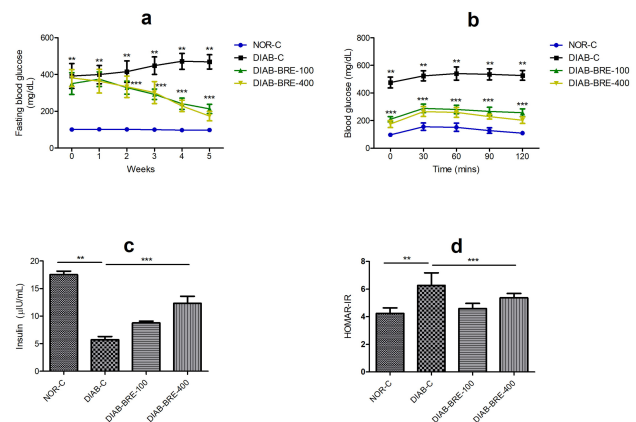 a
NOR-C
DIAB-C
DIAB-BRE-100
DIAB-BRE-400
Fasting blood glucose
(mg/dL)
600
400
200
0
** ** ** ** ** **
*** *** *** ***
0 1 2 3 4 5
Weeks
b
NOR-C
DIAB-C
DIAB-BRE-100
DIAB-BRE-400
Blood glucose (mg/dL)
600
400
200
0
** ** ** ** **
*** *** *** *** ***
0 30 60 90 120
Time (mins)
c
Insulin (µIU/mL)
20
15
10
5
0
** ***
NOR-C
DIAB-C
DIAB-BRE-100
DIAB-BRE-400
d
HOMAR-1R
8
6
4
2
0
** ***
NOR-C
DIAB-C
DIAB-BRE-100
DIAB-BRE-400